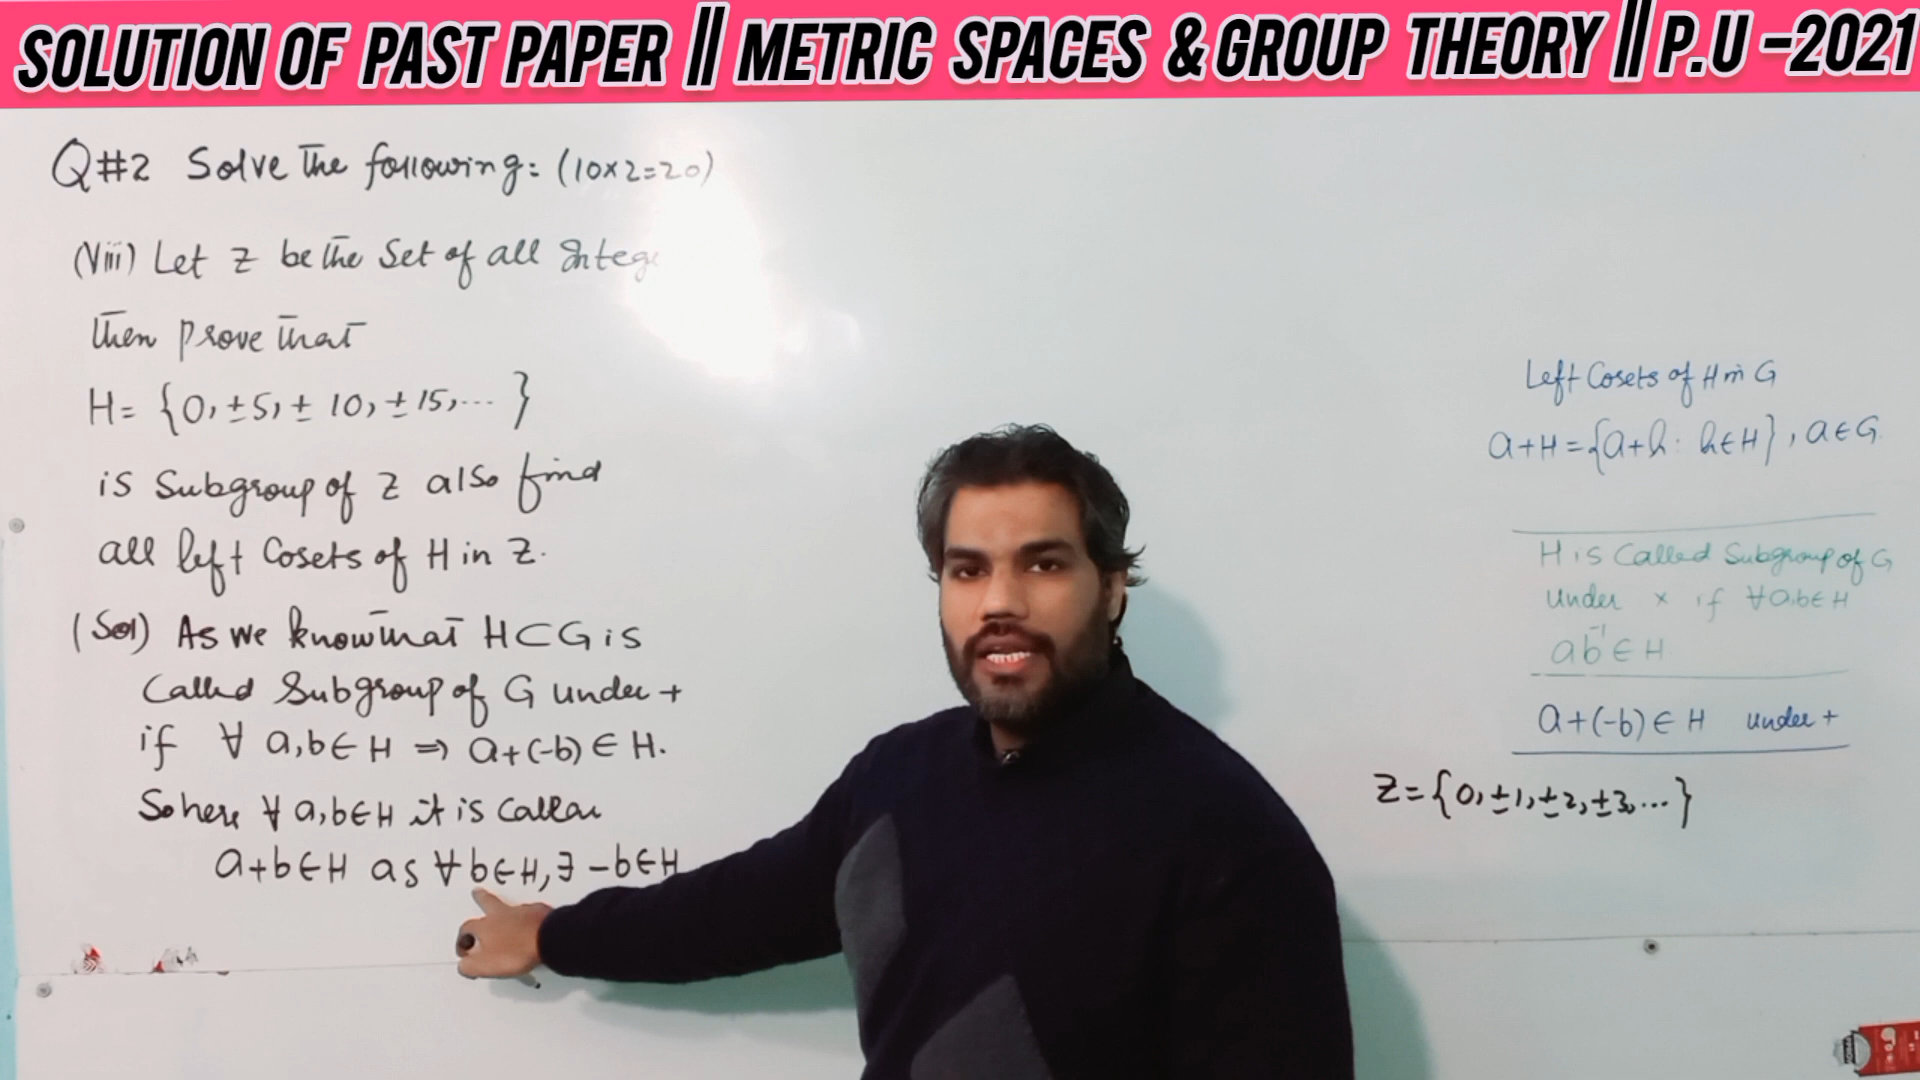 SOLUTION OF PAST PAPER || METRIC SPACES & GROUP THEORY || P.U -2021
Q#2 Solve the following: (10×2=20)
(Viii) Let Z be the Set of all Intege
then prove that
H= {0, ±5, ± 10, ±15, ... }
is Subgroup of Z also find
all left Cosets of H in Z.
(Sol) As we know that H⊂G is
Called Subgroup of G under +
if ∀ a,b∈H ⇒ a+(-b)∈H.
So here ∀ a,b∈H it is
a+b∈H as ∀b∈H, ∃ -b∈H
Left Cosets of H in G
a+H={a+h: h∈H}, a∈G.
H is Called Subgroup of G
under × if ∀a,b∈H
ab⁻¹∈H
a+(-b)∈H under +
Z={0,±1,±2,±3,...}